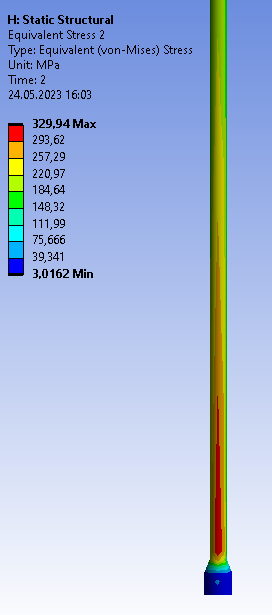 H: Static Structural
Equivalent Stress 2
Type: Equivalent (von-Mises) Stress
Unit: MPa
Time: 2
24.05.2023 16:03
329,94 Max
293,62
257,29
220,97
184,64
148,32
111,99
75,666
39,341
3,0162 Min